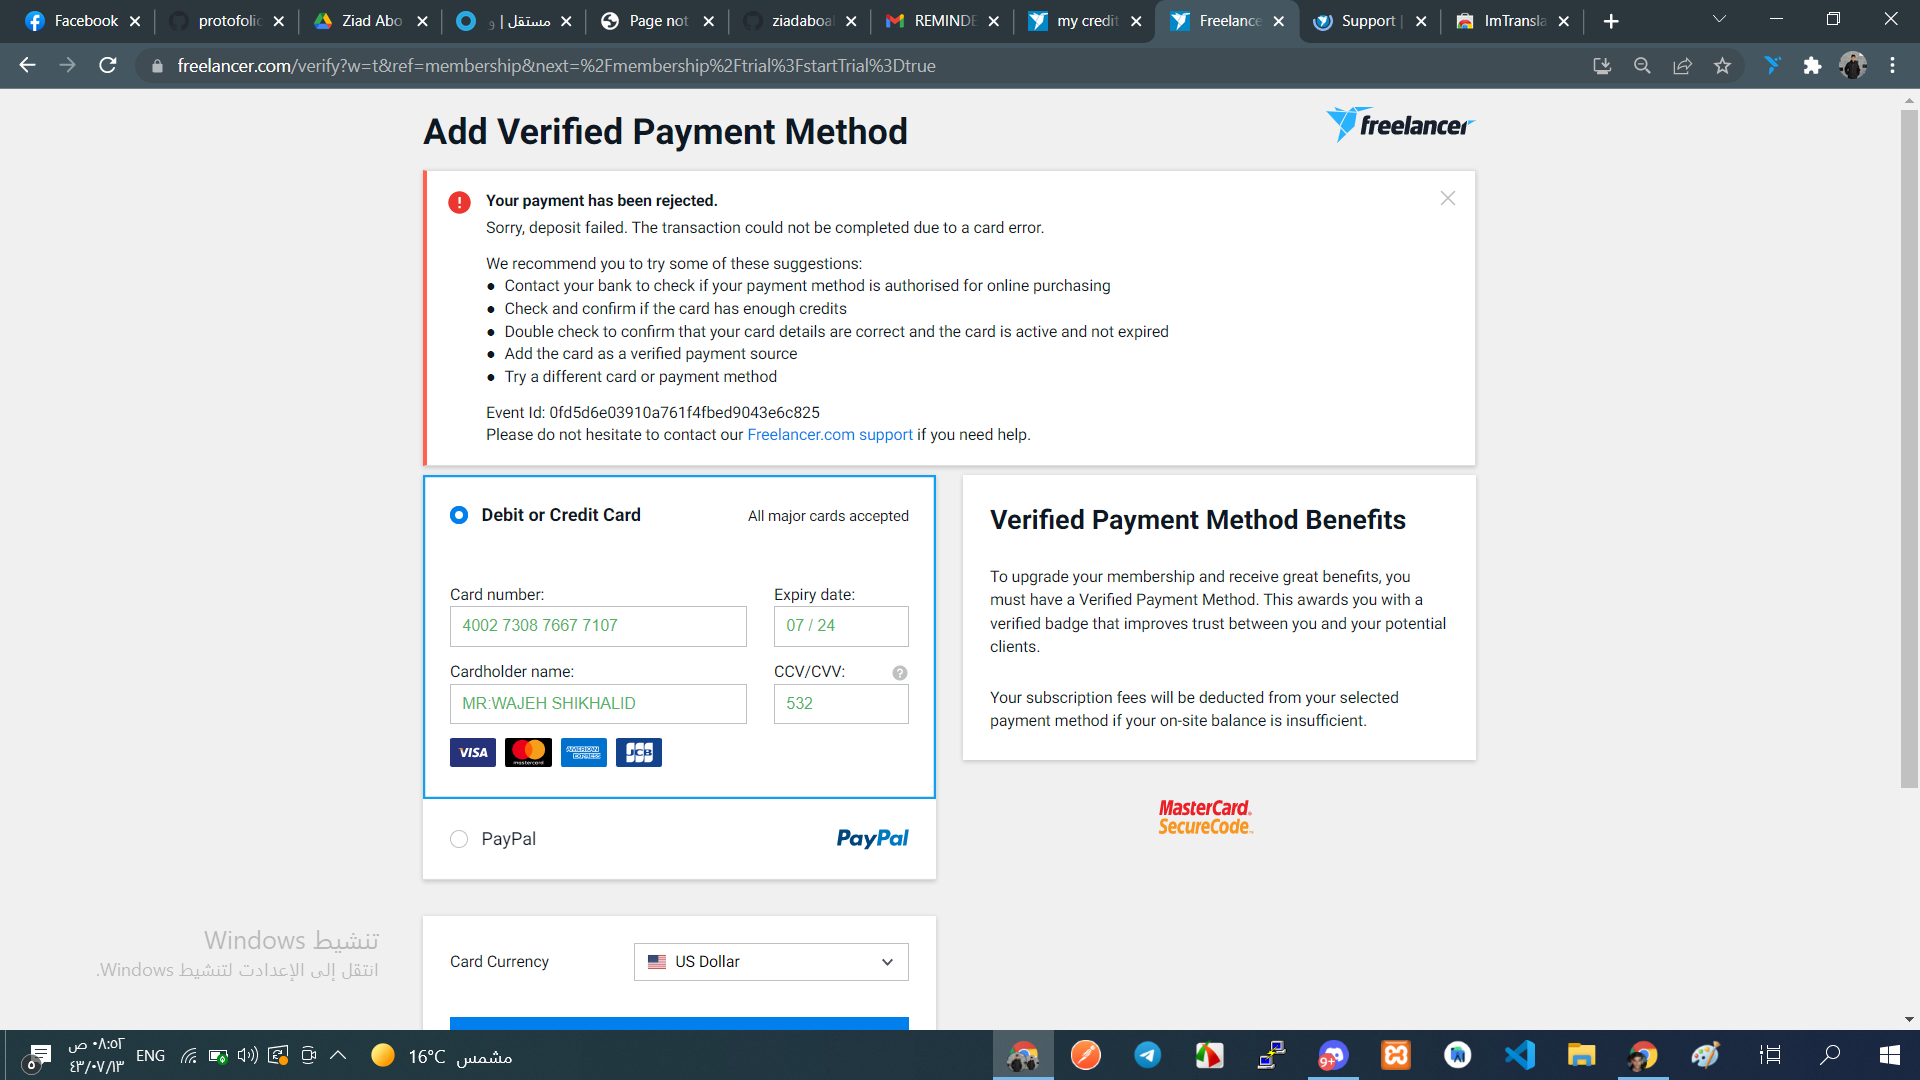 Facebook
protofolio
Ziad Abo
مستقل | و
Page not
ziadaboal
REMINDE
my credit
Freelance
Support |
ImTransla
freelancer.com/verify?w=t&ref=membership&next=%2Fmembership%2Ftrial%3FstartTrial%3Dtrue
Add Verified Payment Method
freelancer
Your payment has been rejected.
Sorry, deposit failed. The transaction could not be completed due to a card error.
We recommend you to try some of these suggestions:
● Contact your bank to check if your payment method is authorised for online purchasing
● Check and confirm if the card has enough credits
● Double check to confirm that your card details are correct and the card is active and not expired
● Add the card as a verified payment source
● Try a different card or payment method
Event Id: 0fd5d6e03910a761f4fbed9043e6c825
Please do not hesitate to contact our Freelancer.com support if you need help.
Debit or Credit Card
All major cards accepted
Card number:
Expiry date:
4002 7308 7667 7107
07 / 24
Cardholder name:
CCV/CVV:
MR:WAJEH SHIKHALID
532
VISA
mastercard
AMERICAN EXPRESS
JCB
PayPal
PayPal
Verified Payment Method Benefits
To upgrade your membership and receive great benefits, you
must have a Verified Payment Method. This awards you with a
verified badge that improves trust between you and your potential
clients.
Your subscription fees will be deducted from your selected
payment method if your on-site balance is insufficient.
MasterCard.
SecureCode.
Card Currency
US Dollar
تنشيط Windows
انتقل إلى الإعدادت لتنشيط Windows.
٠٨:٥٢ ص
٤٣/٠٧/١٣
ENG
16°C
مشمس
6
9+